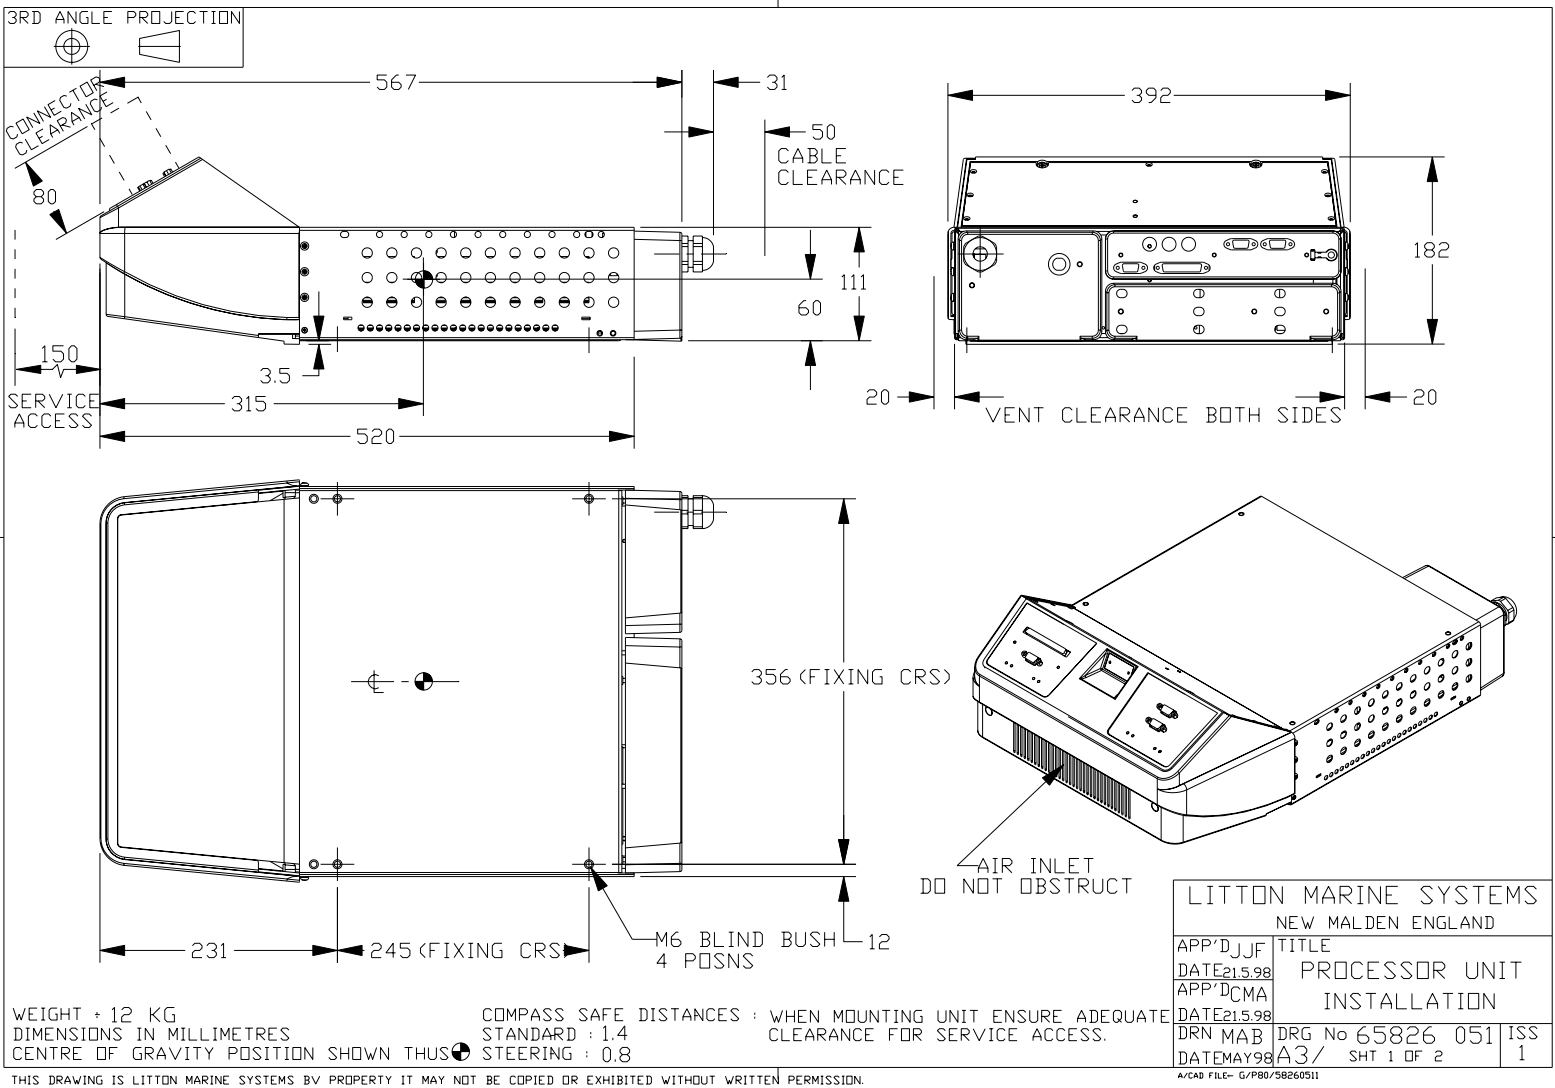 3RD ANGLE PROJECTION
CONNECTOR
CLEARANCE
80
567
31
50
CABLE
CLEARANCE
111
60
3.5
150
SERVICE
ACCESS
315
520
392
182
20
20
VENT CLEARANCE BOTH SIDES
356 (FIXING CRS)
231
245 (FIXING CRS)
M6 BLIND BUSH
4 POSNS
12
AIR INLET
DO NOT OBSTRUCT
WEIGHT ÷ 12 KG
DIMENSIONS IN MILLIMETRES
CENTRE OF GRAVITY POSITION SHOWN THUS
COMPASS SAFE DISTANCES :
STANDARD : 1.4
STEERING : 0.8
WHEN MOUNTING UNIT ENSURE ADEQUATE
CLEARANCE FOR SERVICE ACCESS.
LITTON MARINE SYSTEMS
NEW MALDEN ENGLAND
APP'D JJF
DATE 21.5.98
APP'D CMA
DATE 21.5.98
DRN MAB
DATE MAY98
TITLE
PROCESSOR UNIT
INSTALLATION
DRG No 65826 051
A3/ SHT 1 OF 2
ISS
1
THIS DRAWING IS LITTON MARINE SYSTEMS BV PROPERTY IT MAY NOT BE COPIED OR EXHIBITED WITHOUT WRITTEN PERMISSION.
A/CAD FILE- G/P80/58260511